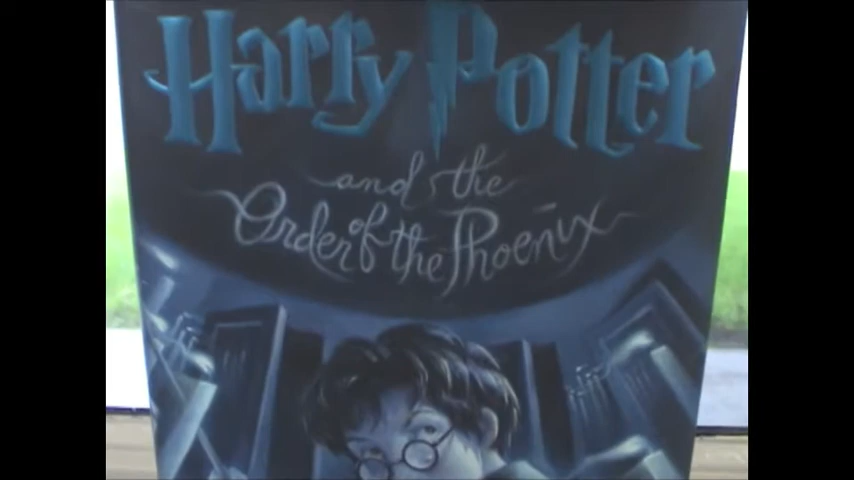 Harry Potter
and the
Order of the Phoenix